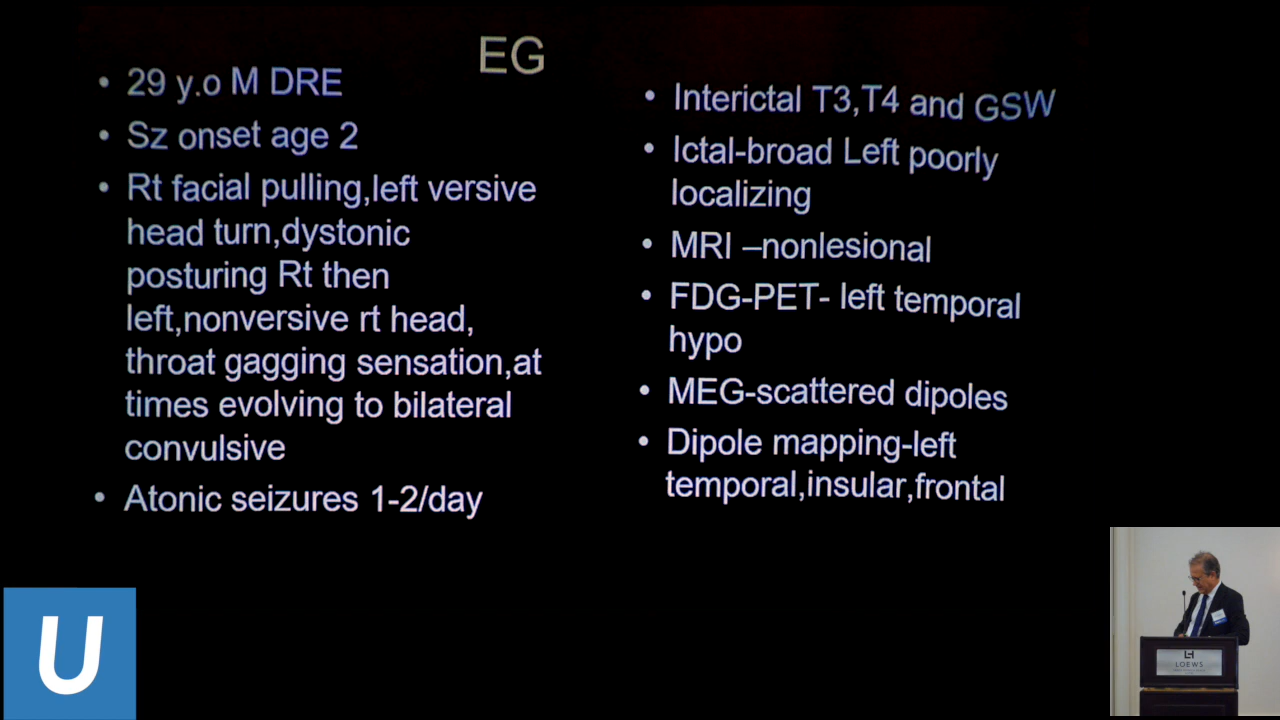 EG
• 29 y.o M DRE
• Sz onset age 2
• Rt facial pulling,left versive
head turn,dystonic
posturing Rt then
left,nonversive rt head,
throat gagging sensation,at
times evolving to bilateral
convulsive
• Atonic seizures 1-2/day
• Interictal T3,T4 and GSW
• Ictal-broad Left poorly
localizing
• MRI –nonlesional
• FDG-PET- left temporal
hypo
• MEG-scattered dipoles
• Dipole mapping-left
temporal,insular,frontal
U
LOEWS